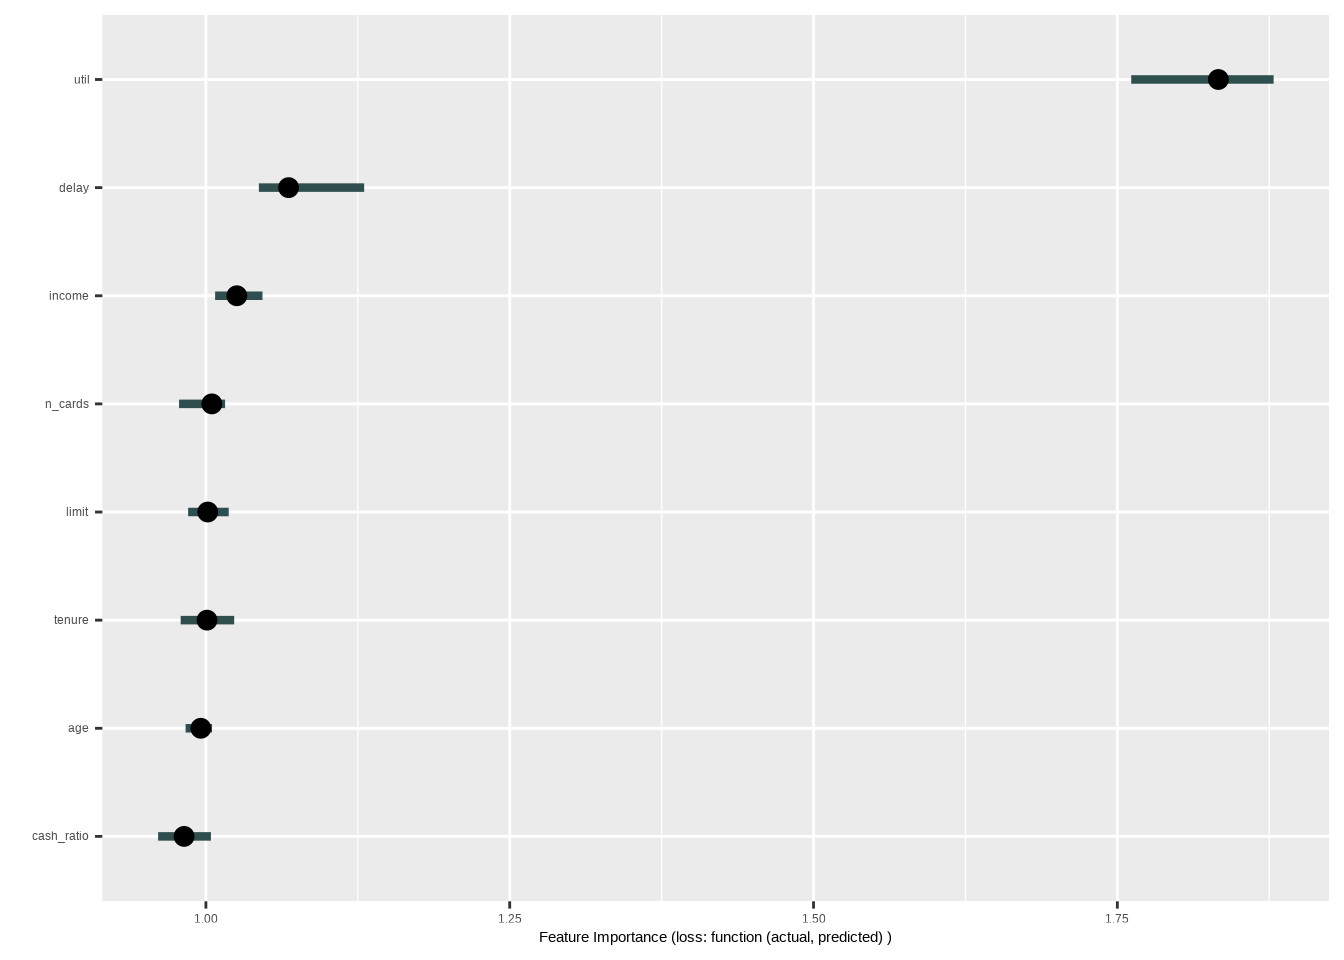 util
delay
income
n_cards
limit
tenure
age
cash_ratio
1.00 1.25 1.50 1.75
Feature Importance (loss: function (actual, predicted) )